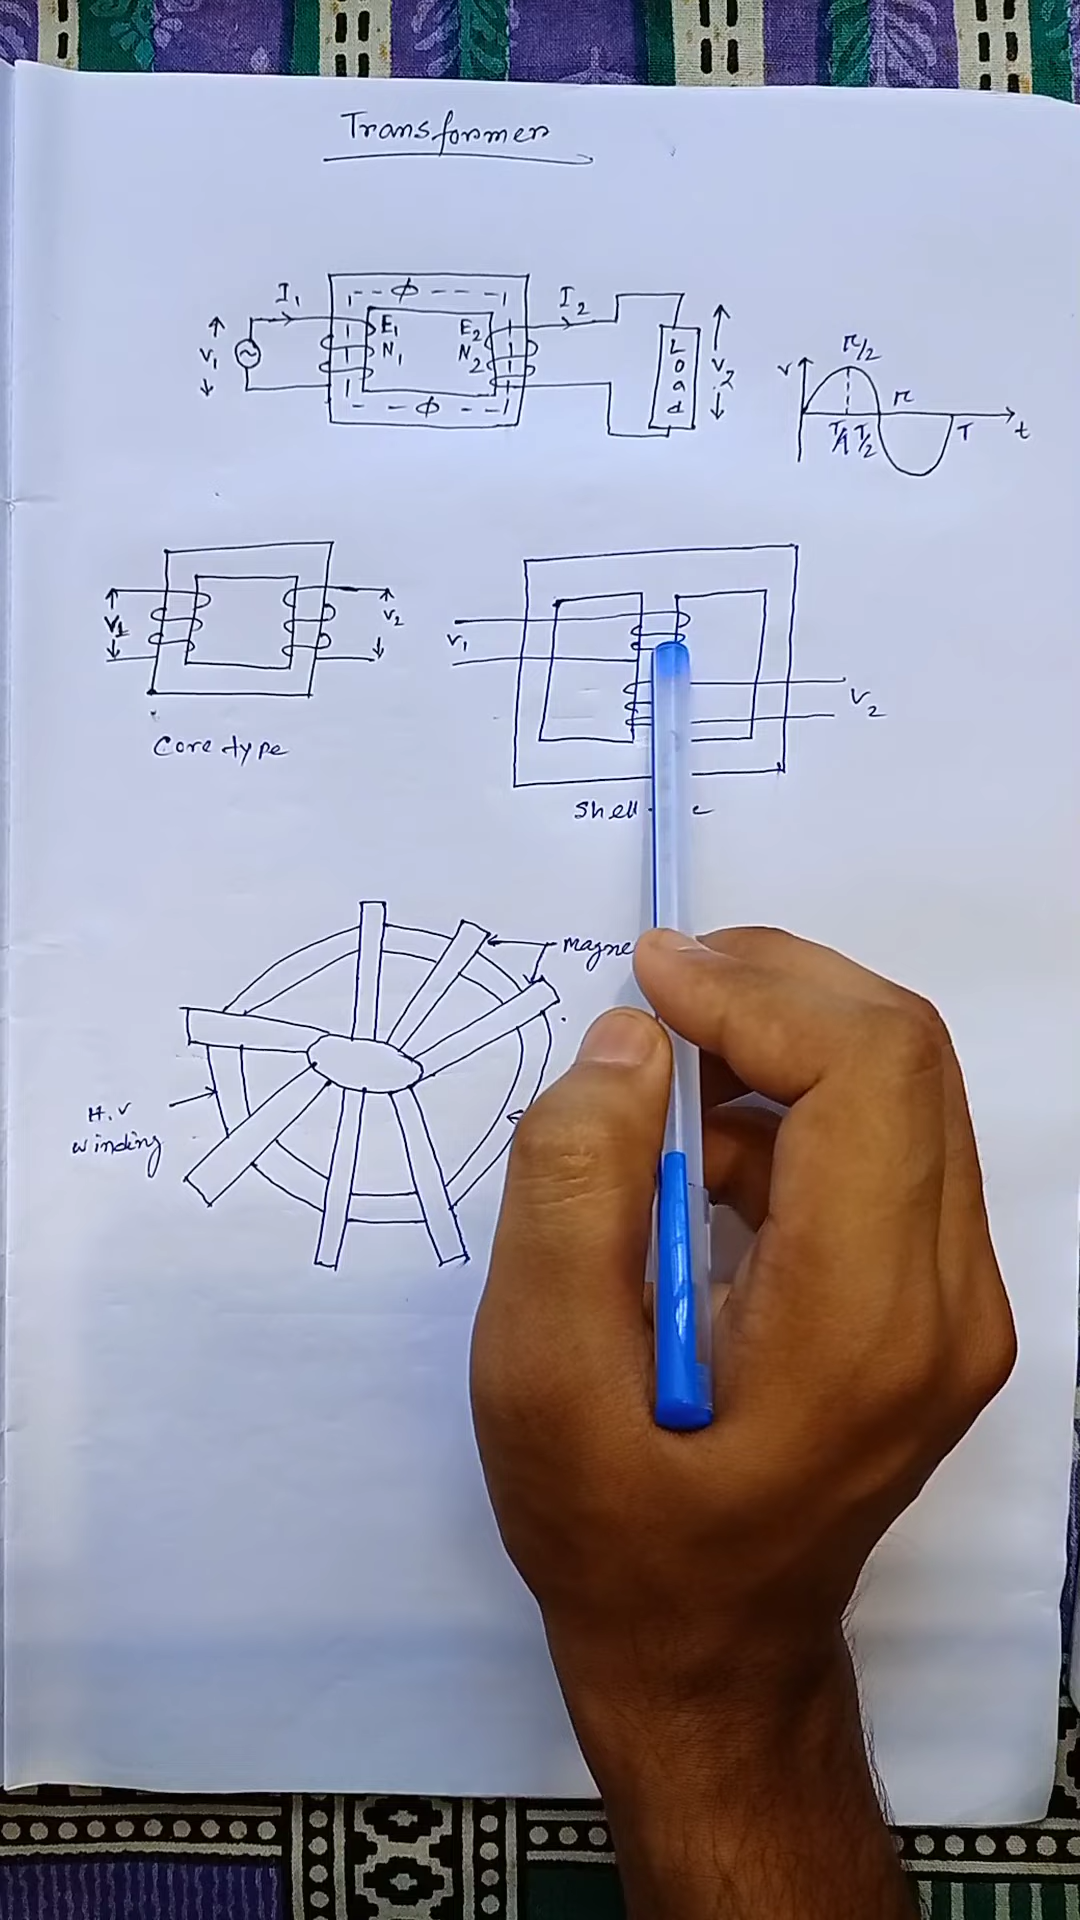 Transformer
I₁ Φ I₂
V₁ E₁ E₂ V₂
N₁ N₂
Load
Φ
V π/2 π
T/4 T/2 T t
V₁ V₂
Core type
V₁ V₂
Shell
Magne
H.V
winding